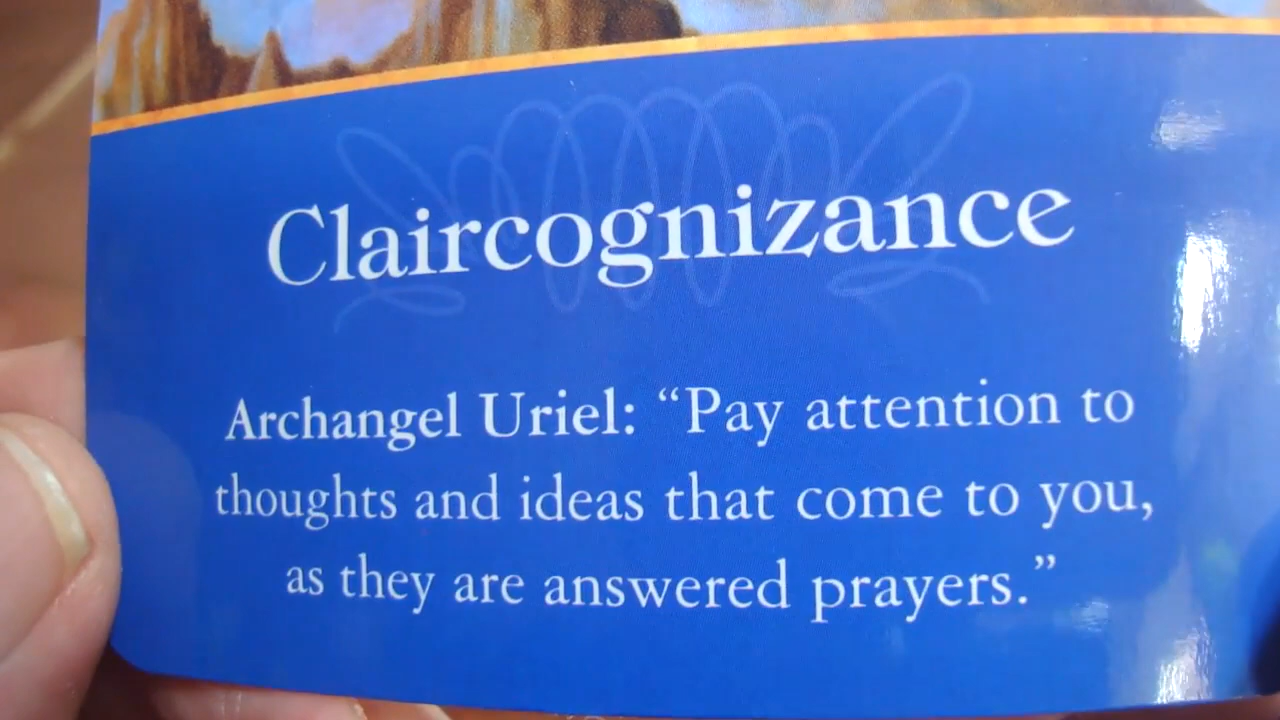 Claircognizance
Archangel Uriel: “Pay attention to
thoughts and ideas that come to you,
as they are answered prayers.”